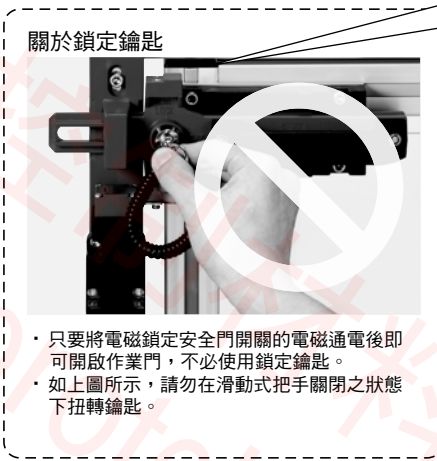 關於鎖定鑰匙
・只要將電磁鎖定安全門開關的電磁通電後即
可開啟作業門，不必使用鎖定鑰匙。
・如上圖所示，請勿在滑動式把手關閉之狀態
下扭轉鑰匙。